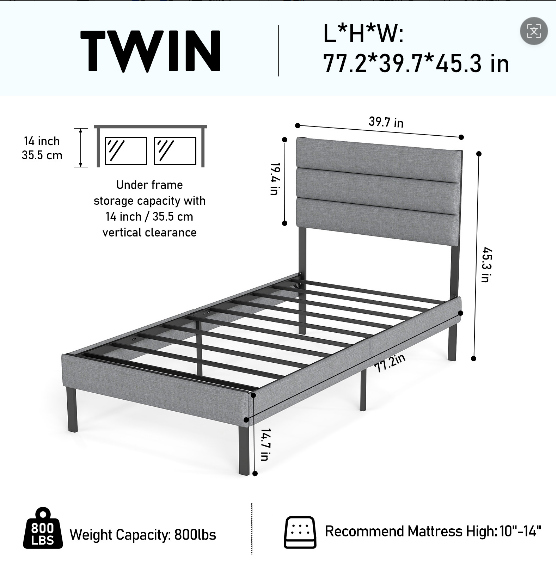 TWIN
L*H*W:
77.2*39.7*45.3 in
39.7 in
14 inch
35.5 cm
19.4 in
Under frame
storage capacity with
14 inch / 35.5 cm
vertical clearance
45.3 in
77.2in
14.7 in
800
LBS
Weight Capacity: 800lbs
Recommend Mattress High:10"-14"